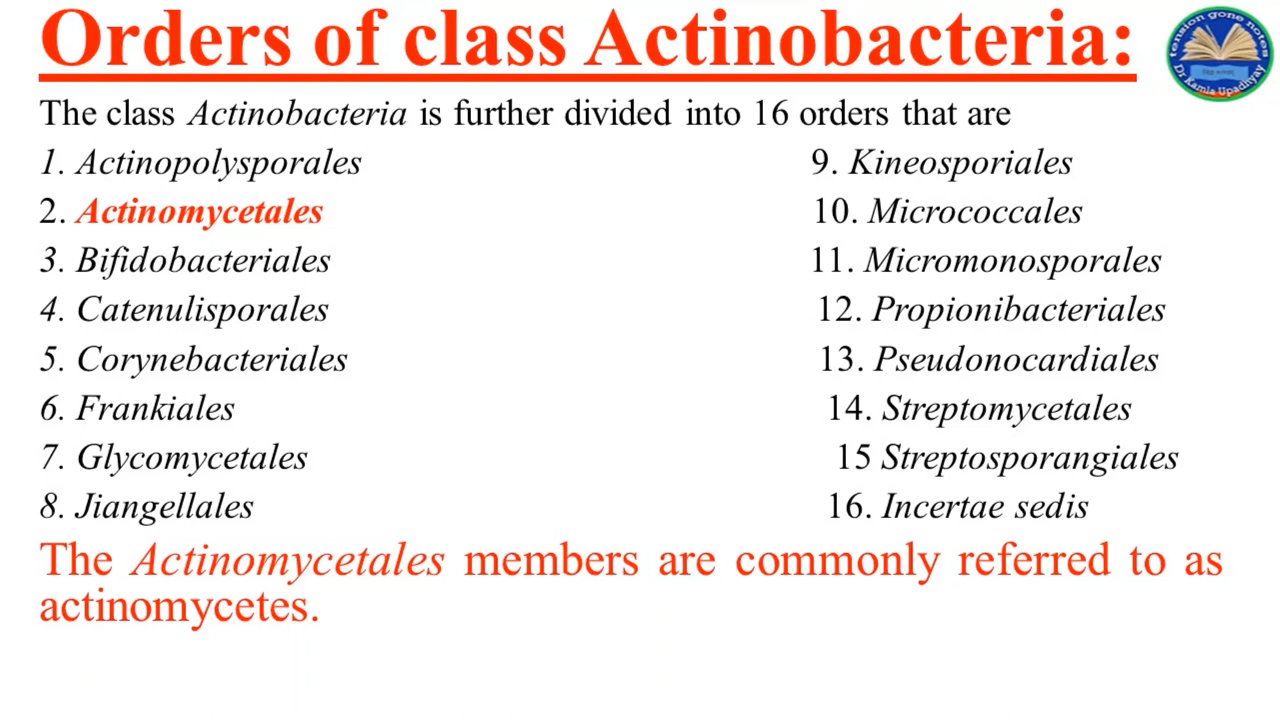 Orders of class Actinobacteria:
tension gone notes
Dr Kamla Upadhyay
The class Actinobacteria is further divided into 16 orders that are
1. Actinopolysporales
2. Actinomycetales
3. Bifidobacteriales
4. Catenulisporales
5. Corynebacteriales
6. Frankiales
7. Glycomycetales
8. Jiangellales
9. Kineosporiales
10. Micrococcales
11. Micromonosporales
12. Propionibacteriales
13. Pseudonocardiales
14. Streptomycetales
15 Streptosporangiales
16. Incertae sedis
The Actinomycetales members are commonly referred to as
actinomycetes.